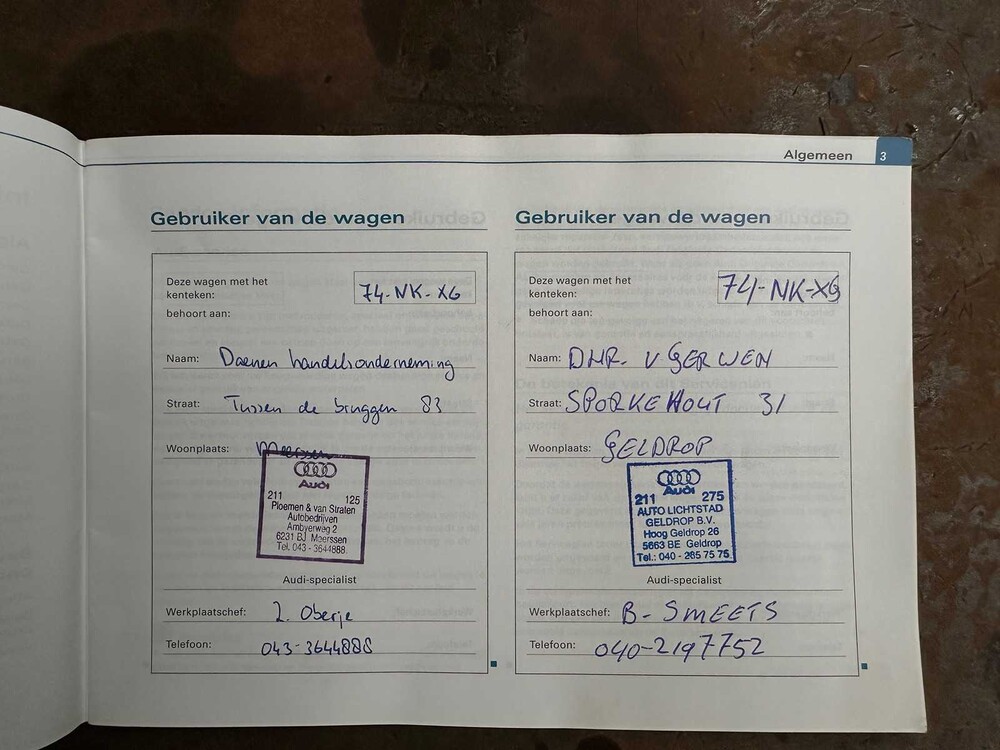 Algemeen 3
Gebruiker van de wagen
Deze wagen met het
kenteken: 74-NK-XG
behoort aan:
Naam: Daenen handelsonderneming
Straat: Tussen de bruggen 83
Woonplaats: Meerssen
Audi
211 125
Ploemen & van Straten
Autobedrijven
Ambyerweg 2
6231 BJ Meerssen
Tel. 043 - 3644888
Audi-specialist
Werkplaatschef: J. Oberje
Telefoon: 043-3644888
Gebruiker van de wagen
Deze wagen met het
kenteken: 74-NK-XG
behoort aan:
Naam: DHR. V GERWEN
Straat: SPORKEHOUT 31
Woonplaats: GELDROP
Audi
211 275
AUTO LICHTSTAD
GELDROP B.V.
Hoog Geldrop 26
5663 BE Geldrop
Tel.: 040 - 285 75 75
Audi-specialist
Werkplaatschef: B- SMEETS
Telefoon: 040-2197752